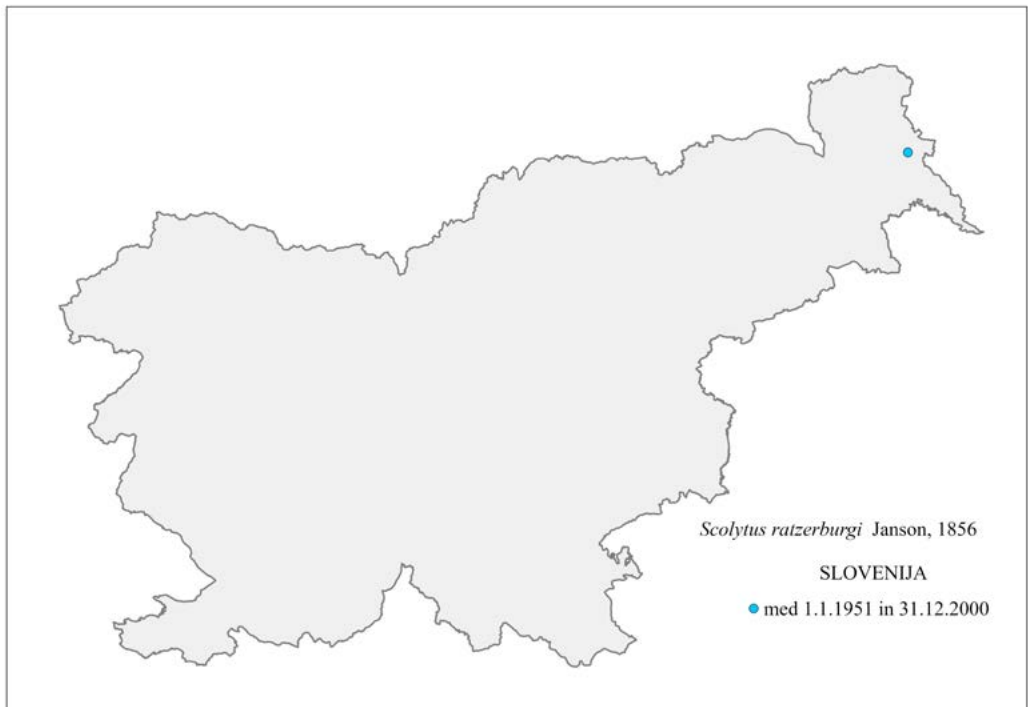 Scolytus ratzerburgi Janson, 1856
SLOVENIJA
med 1.1.1951 in 31.12.2000